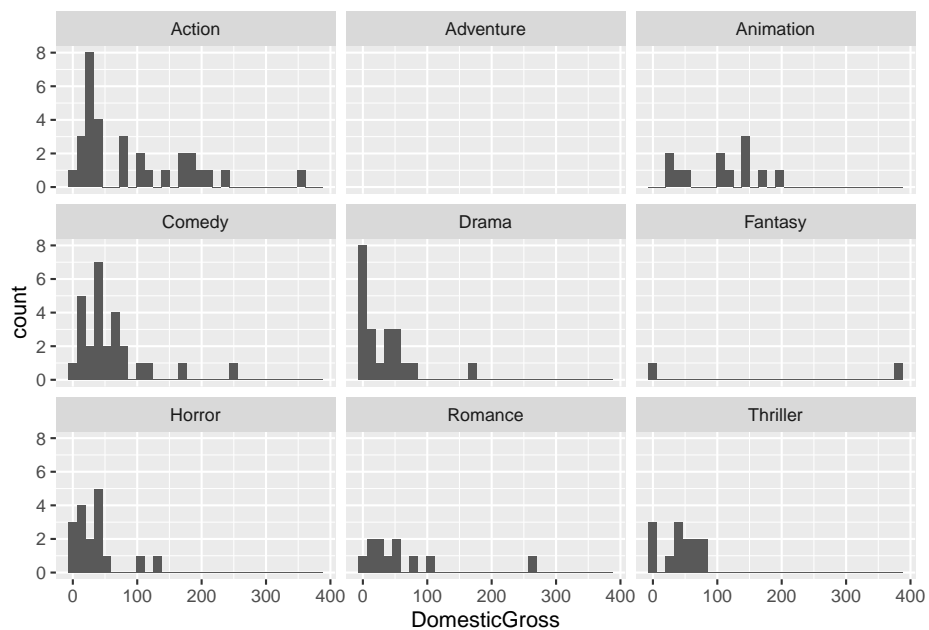 Action Adventure Animation
8
6
4
2
0
Comedy Drama Fantasy
8
6
4
2
0
count
Horror Romance Thriller
8
6
4
2
0
0 100 200 300 400 0 100 200 300 400 0 100 200 300 400
DomesticGross